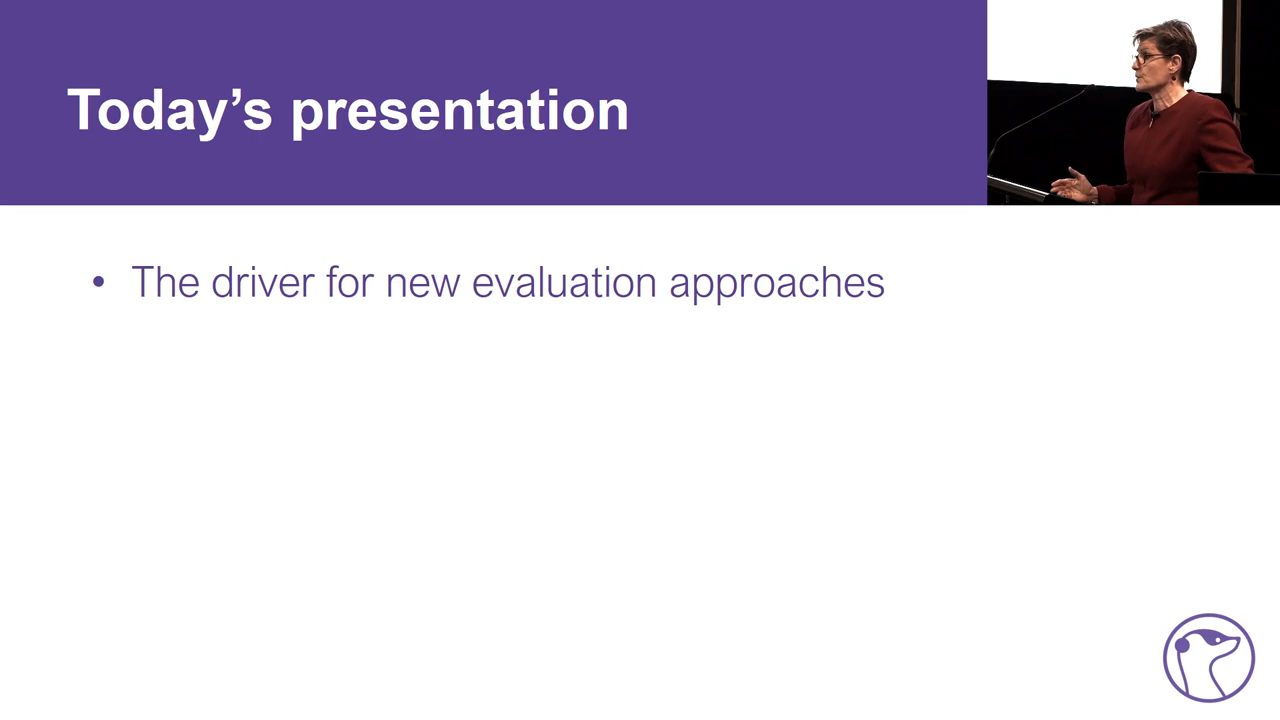 Today’s presentation
• The driver for new evaluation approaches